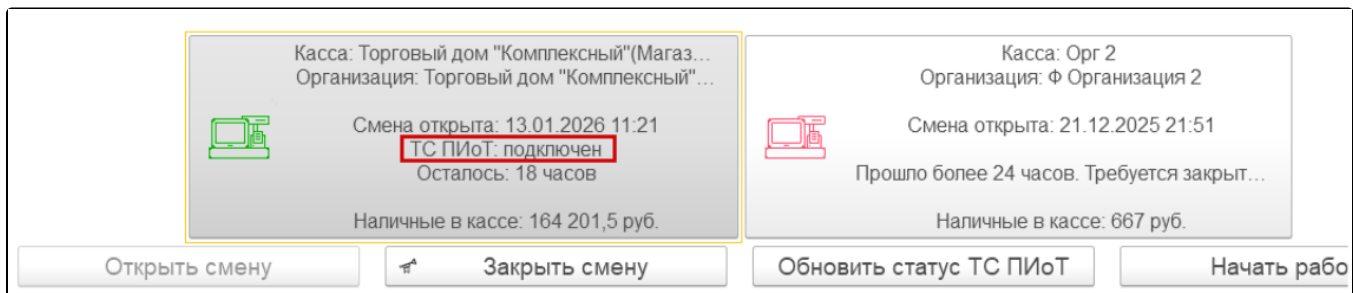 Касса: Торговый дом "Комплексный"(Магаз...
Организация: Торговый дом "Комплексный"...
Смена открыта: 13.01.2026 11:21
ТС ПИоТ: подключен
Осталось: 18 часов
Наличные в кассе: 164 201,5 руб.
Касса: Орг 2
Организация: Ф Организация 2
Смена открыта: 21.12.2025 21:51
Прошло более 24 часов. Требуется закрыт...
Наличные в кассе: 667 руб.
Открыть смену
Закрыть смену
Обновить статус ТС ПИоТ
Начать рабо